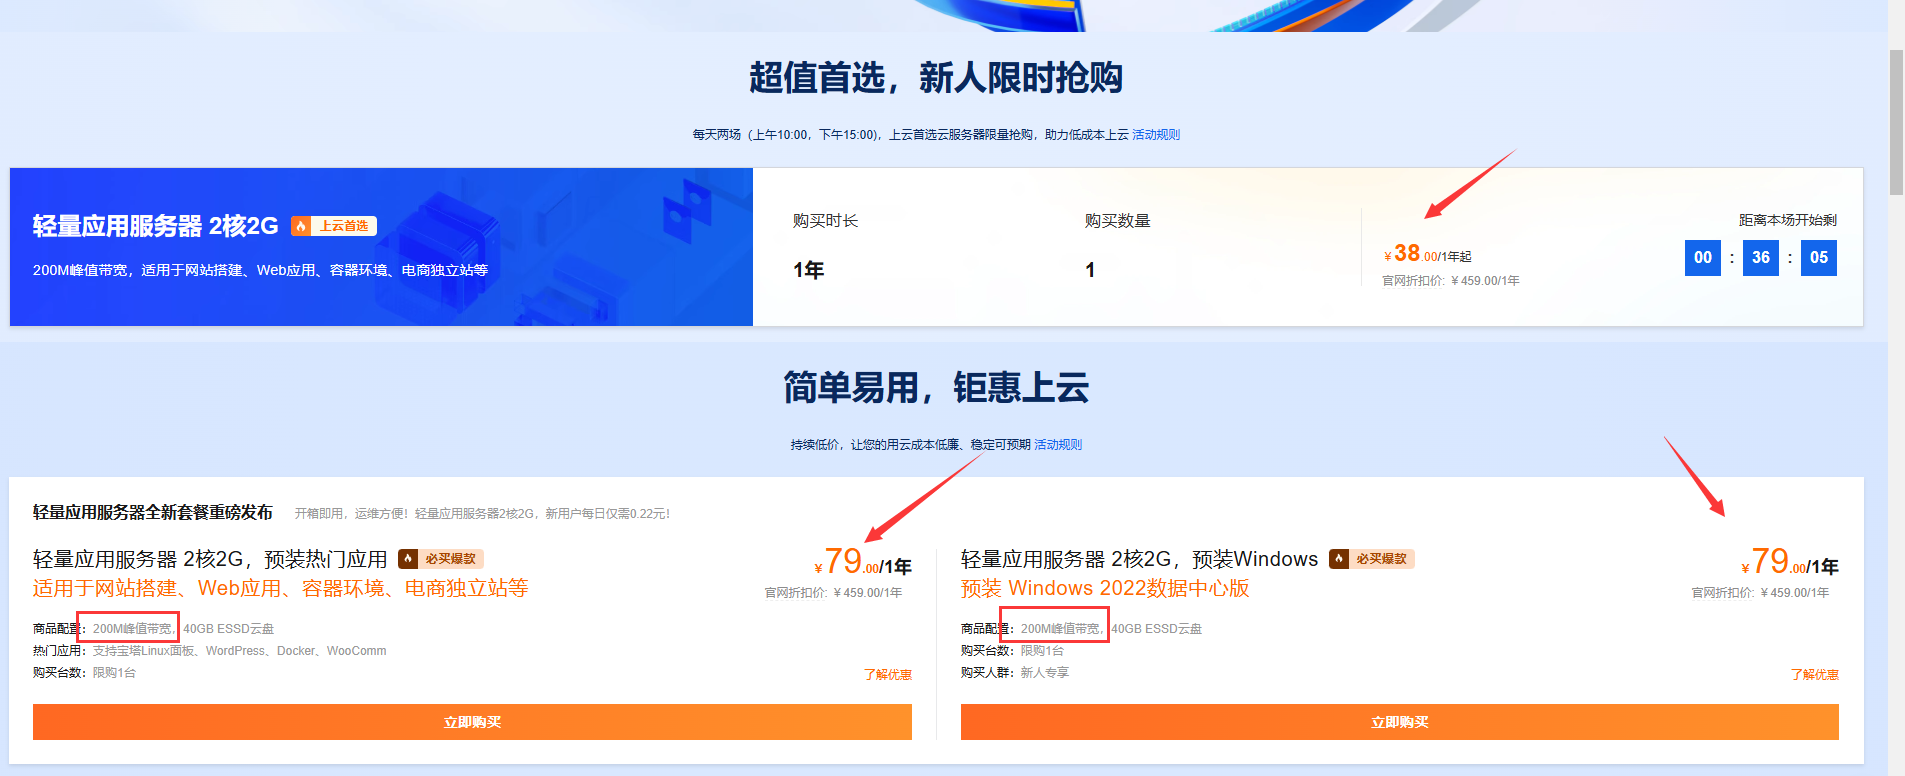 超值首选，新人限时抢购
每天两场（上午10:00，下午15:00)，上云首选云服务器限量抢购，助力低成本上云 活动规则
轻量应用服务器 2核2G 上云首选
200M峰值带宽，适用于网站搭建、Web应用、容器环境、电商独立站等
购买时长
1年
购买数量
1
¥38.00/1年起
官网折扣价: ¥459.00/1年
距离本场开始剩
00 : 36 : 05
简单易用，钜惠上云
持续低价，让您的用云成本低廉、稳定可预期 活动规则
轻量应用服务器全新套餐重磅发布 开箱即用，运维方便！轻量应用服务器2核2G，新用户每日仅需0.22元！
轻量应用服务器 2核2G，预装热门应用 必买爆款
适用于网站搭建、Web应用、容器环境、电商独立站等
¥79.00/1年
官网折扣价: ¥459.00/1年
商品配置：200M峰值带宽，40GB ESSD云盘
热门应用：支持宝塔Linux面板、WordPress、Docker、WooComm
购买台数：限购1台
了解优惠
立即购买
轻量应用服务器 2核2G，预装Windows 必买爆款
预装 Windows 2022数据中心版
¥79.00/1年
官网折扣价: ¥459.00/1年
商品配置：200M峰值带宽，40GB ESSD云盘
购买台数：限购1台
购买人群：新人专享
了解优惠
立即购买